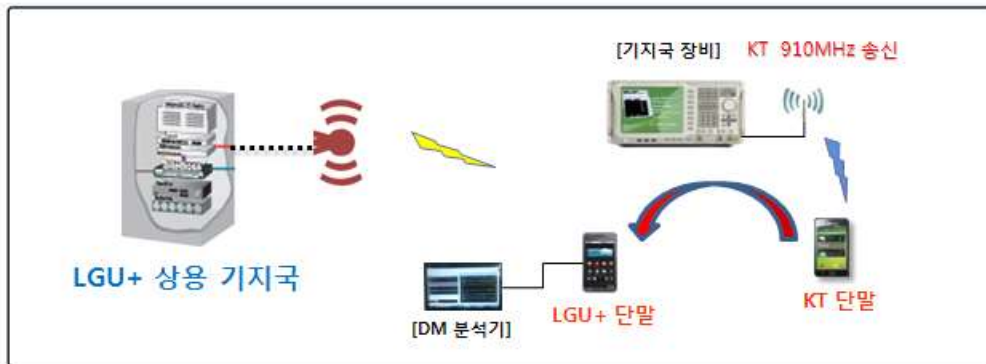 [기지국 장비] KT 910MHz 송신
LGU+ 상용 기지국
[DM 분석기]
LGU+ 단말
KT 단말